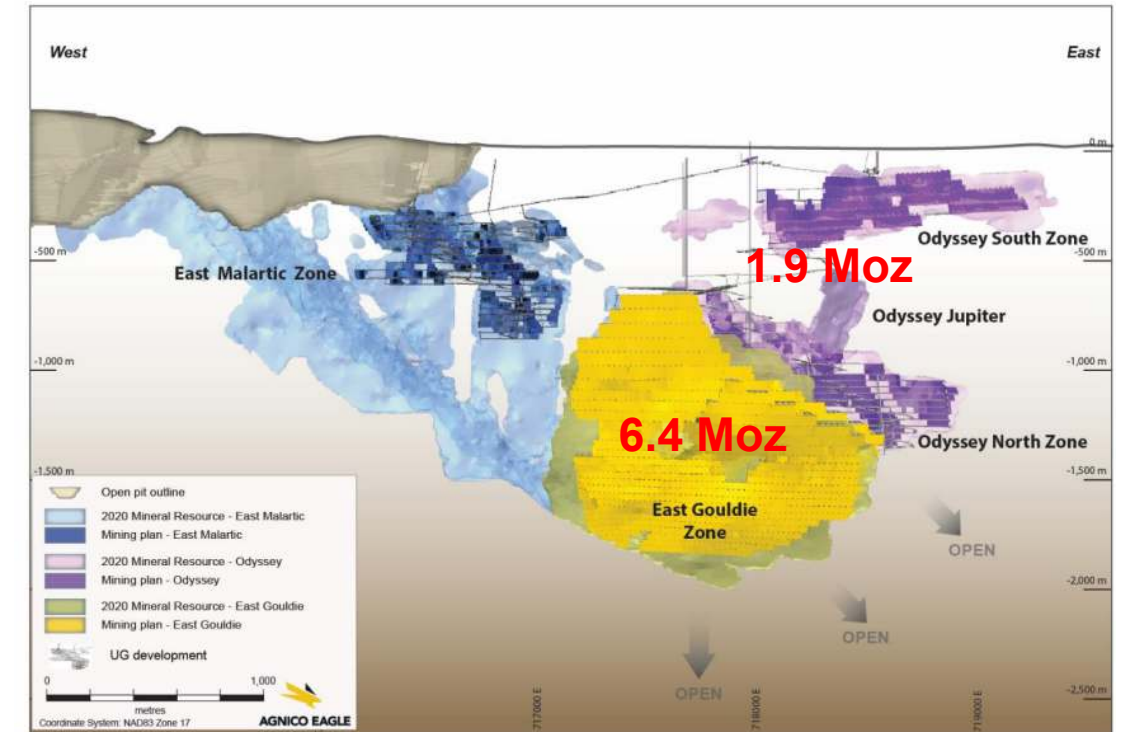 West
East
0 m
-500 m
-500 m
Odyssey South Zone
East Malartic Zone
1.9 Moz
Odyssey Jupiter
-1,000 m
-1,000 m
6.4 Moz
Odyssey North Zone
-1,500 m
-1,500 m
East Gouldie
Zone
OPEN
OPEN
OPEN
-2,000 m
-2,500 m
717000 E
718000 E
719000 E
Open pit outline
2020 Mineral Resource - East Malartic
Mining plan - East Malartic
2020 Mineral Resource - Odyssey
Mining plan - Odyssey
2020 Mineral Resource - East Gouldie
Mining plan - East Gouldie
UG development
0
1,000
metres
Coordinate System: NAD83 Zone 17
AGNICO EAGLE